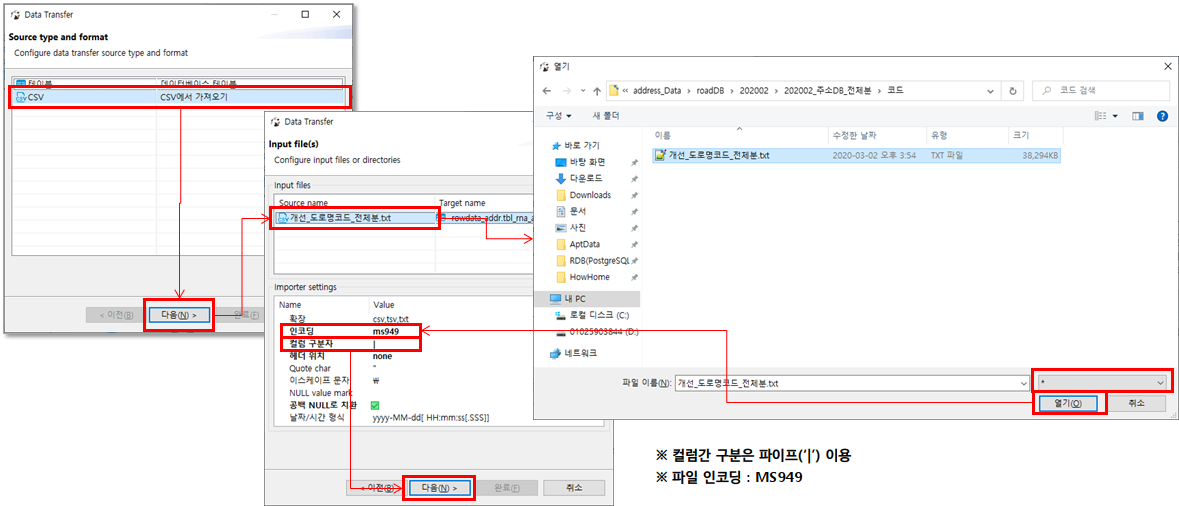 Data Transfer
Source type and format
Configure data transfer source type and format
테이블 데이터베이스 테이블
CSV CSV에서 가져오기
< 이전(B) 다음(N) > 완료(F)
Data Transfer
Input file(s)
Configure input files or directories
Input files
Source name Target name
개선_도로명코드_전체분.txt rowdata_addr.tbl_rna_a
Importer settings
Name Value
확장 csv,tsv,txt
인코딩 ms949
컬럼 구분자 |
헤더 위치 none
Quote char "
이스케이프 문자 ₩
NULL value mark
공백 NULL로 치환
날짜/시간 형식 yyyy-MM-dd[ HH:mm:ss[.SSS]]
< 이전(B) 다음(N) > 완료(F) 취소
열기
« address_Data › roadDB › 202002 › 202002_주소DB_전체분 › 코드
코드 검색
구성 새 폴더
이름 수정한 날짜 유형 크기
개선_도로명코드_전체분.txt 2020-03-02 오후 3:54 TXT 파일 38,294KB
바로 가기
바탕 화면
다운로드
Downloads
문서
사진
AptData
RDB(PostgreSQL
HowHome
내 PC
로컬 디스크 (C:)
01025903844 (D:)
네트워크
파일 이름(N): 개선_도로명코드_전체분.txt *
열기(O) 취소
※ 컬럼간 구분은 파이프('|') 이용
※ 파일 인코딩 : MS949